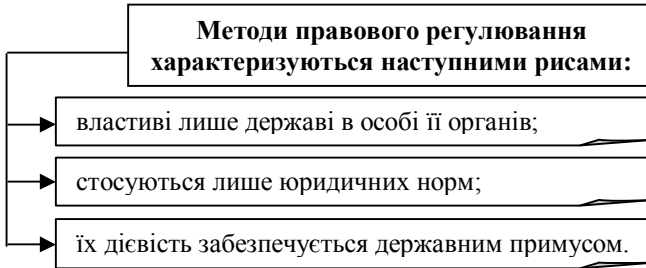 Методи правового регулювання
характеризуються наступними рисами:
властиві лише державі в особі її органів;
стосуються лише юридичних норм;
їх дієвість забезпечується державним примусом.